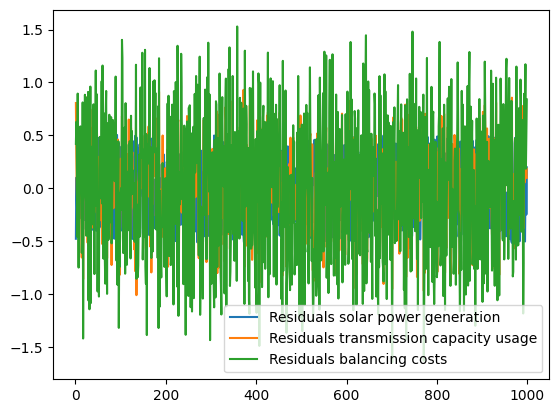 1.5
1.0
0.5
0.0
−0.5
−1.0
−1.5
Residuals solar power generation
Residuals transmission capacity usage
Residuals balancing costs
0 200 400 600 800 1000